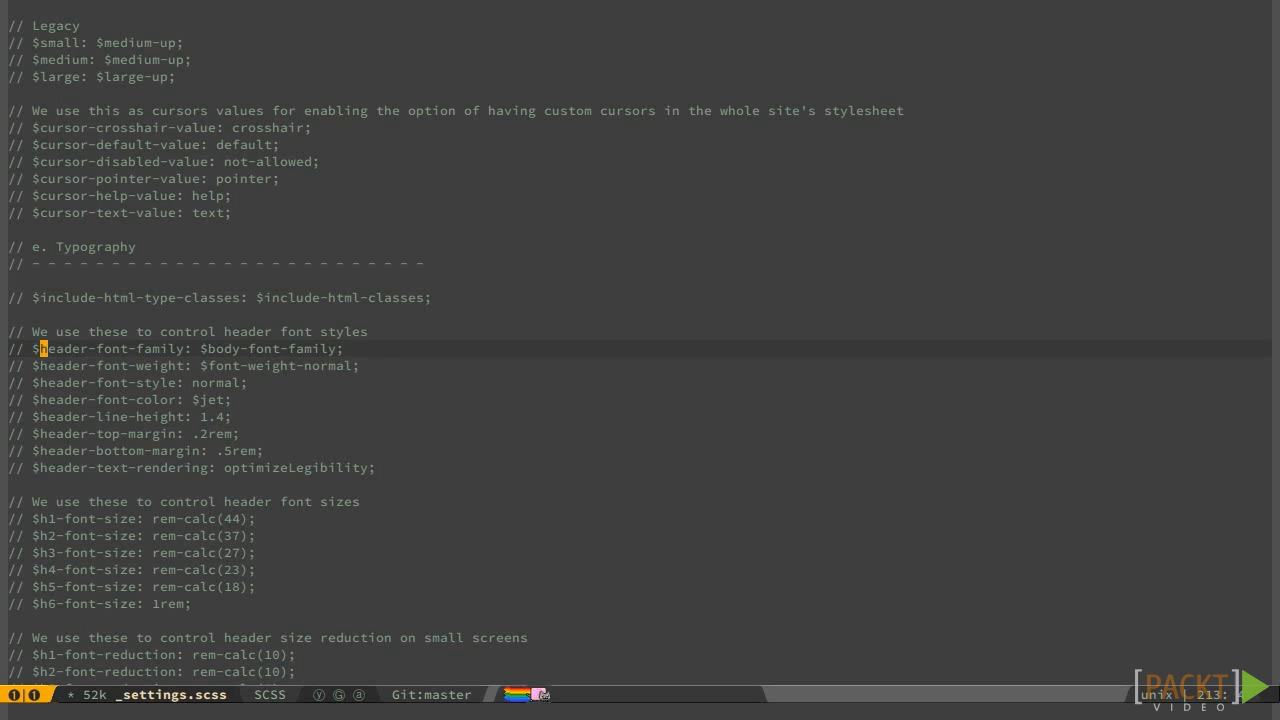 // Legacy
// $small: $medium-up;
// $medium: $medium-up;
// $large: $large-up;
// We use this as cursors values for enabling the option of having custom cursors in the whole site's stylesheet
// $cursor-crosshair-value: crosshair;
// $cursor-default-value: default;
// $cursor-disabled-value: not-allowed;
// $cursor-pointer-value: pointer;
// $cursor-help-value: help;
// $cursor-text-value: text;
// e. Typography
// - - - - - - - - - - - - - - - - - - - - - - - - -
// $include-html-type-classes: $include-html-classes;
// We use these to control header font styles
// $header-font-family: $body-font-family;
// $header-font-weight: $font-weight-normal;
// $header-font-style: normal;
// $header-font-color: $jet;
// $header-line-height: 1.4;
// $header-top-margin: .2rem;
// $header-bottom-margin: .5rem;
// $header-text-rendering: optimizeLegibility;
// We use these to control header font sizes
// $h1-font-size: rem-calc(44);
// $h2-font-size: rem-calc(37);
// $h3-font-size: rem-calc(27);
// $h4-font-size: rem-calc(23);
// $h5-font-size: rem-calc(18);
// $h6-font-size: 1rem;
// We use these to control header size reduction on small screens
// $h1-font-reduction: rem-calc(10);
// $h2-font-reduction: rem-calc(10);
1 1 * 52k _settings.scss SCSS y G a Git:master unix | 213:
[PACKT]
VIDEO